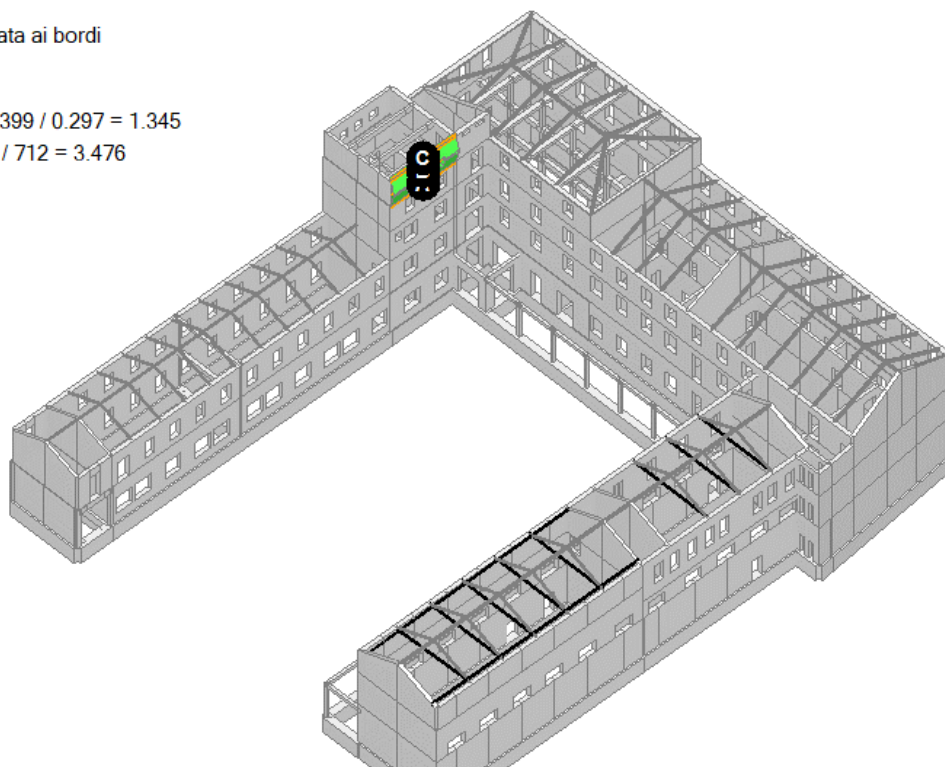 ata ai bordi
399 / 0.297 = 1.345
/ 712 = 3.476
C